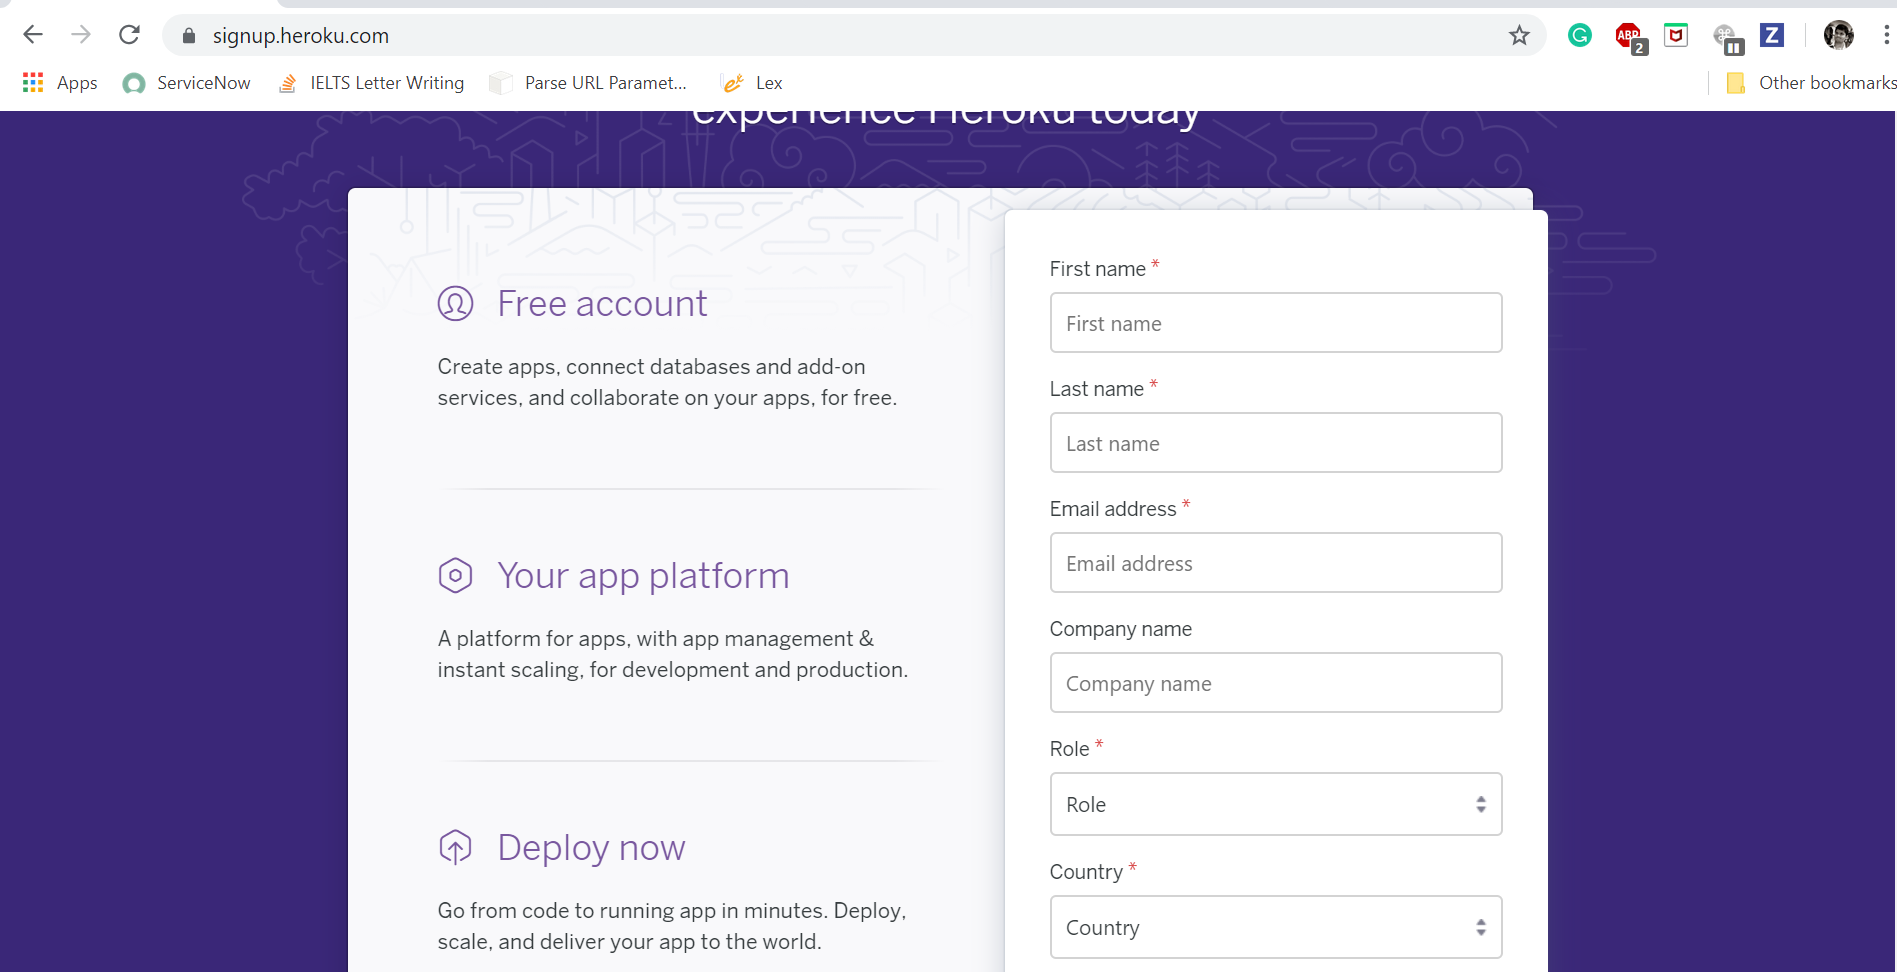 signup.heroku.com
ABP
2
Z
Apps
ServiceNow
IELTS Letter Writing
Parse URL Paramet...
Lex
Other bookmarks
experience Heroku today
Free account
Create apps, connect databases and add-on
services, and collaborate on your apps, for free.
Your app platform
A platform for apps, with app management &
instant scaling, for development and production.
Deploy now
Go from code to running app in minutes. Deploy,
scale, and deliver your app to the world.
First name *
First name
Last name *
Last name
Email address *
Email address
Company name
Company name
Role *
Role
Country *
Country